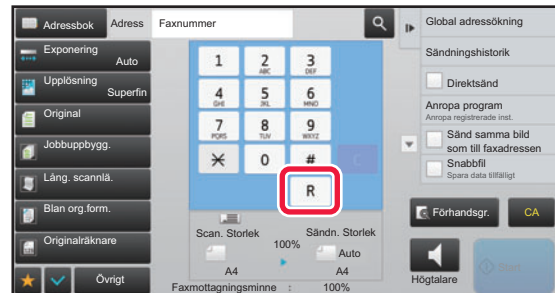 Adressbok
Adress
Faxnummer
Exponering
Auto
Upplösning
Superfin
Original
Jobbuppbygg.
Lång. scannlä.
Blan org.form.
Originalräknare
Övrigt
1
2
ABC
3
DEF
4
GHI
5
JKL
6
MNO
7
PQRS
8
TUV
9
WXYZ
0
#
C
R
Scan. Storlek
100%
Sändn. Storlek
Auto
A4
A4
Faxmottagningsminne : 100%
Global adressökning
Sändningshistorik
Direktsänd
Anropa program
Anropa registrerade inst.
Sänd samma bild
som till faxadressen
Snabbfil
Spara data tillfälligt
Förhandsgr.
CA
Högtalare
Start